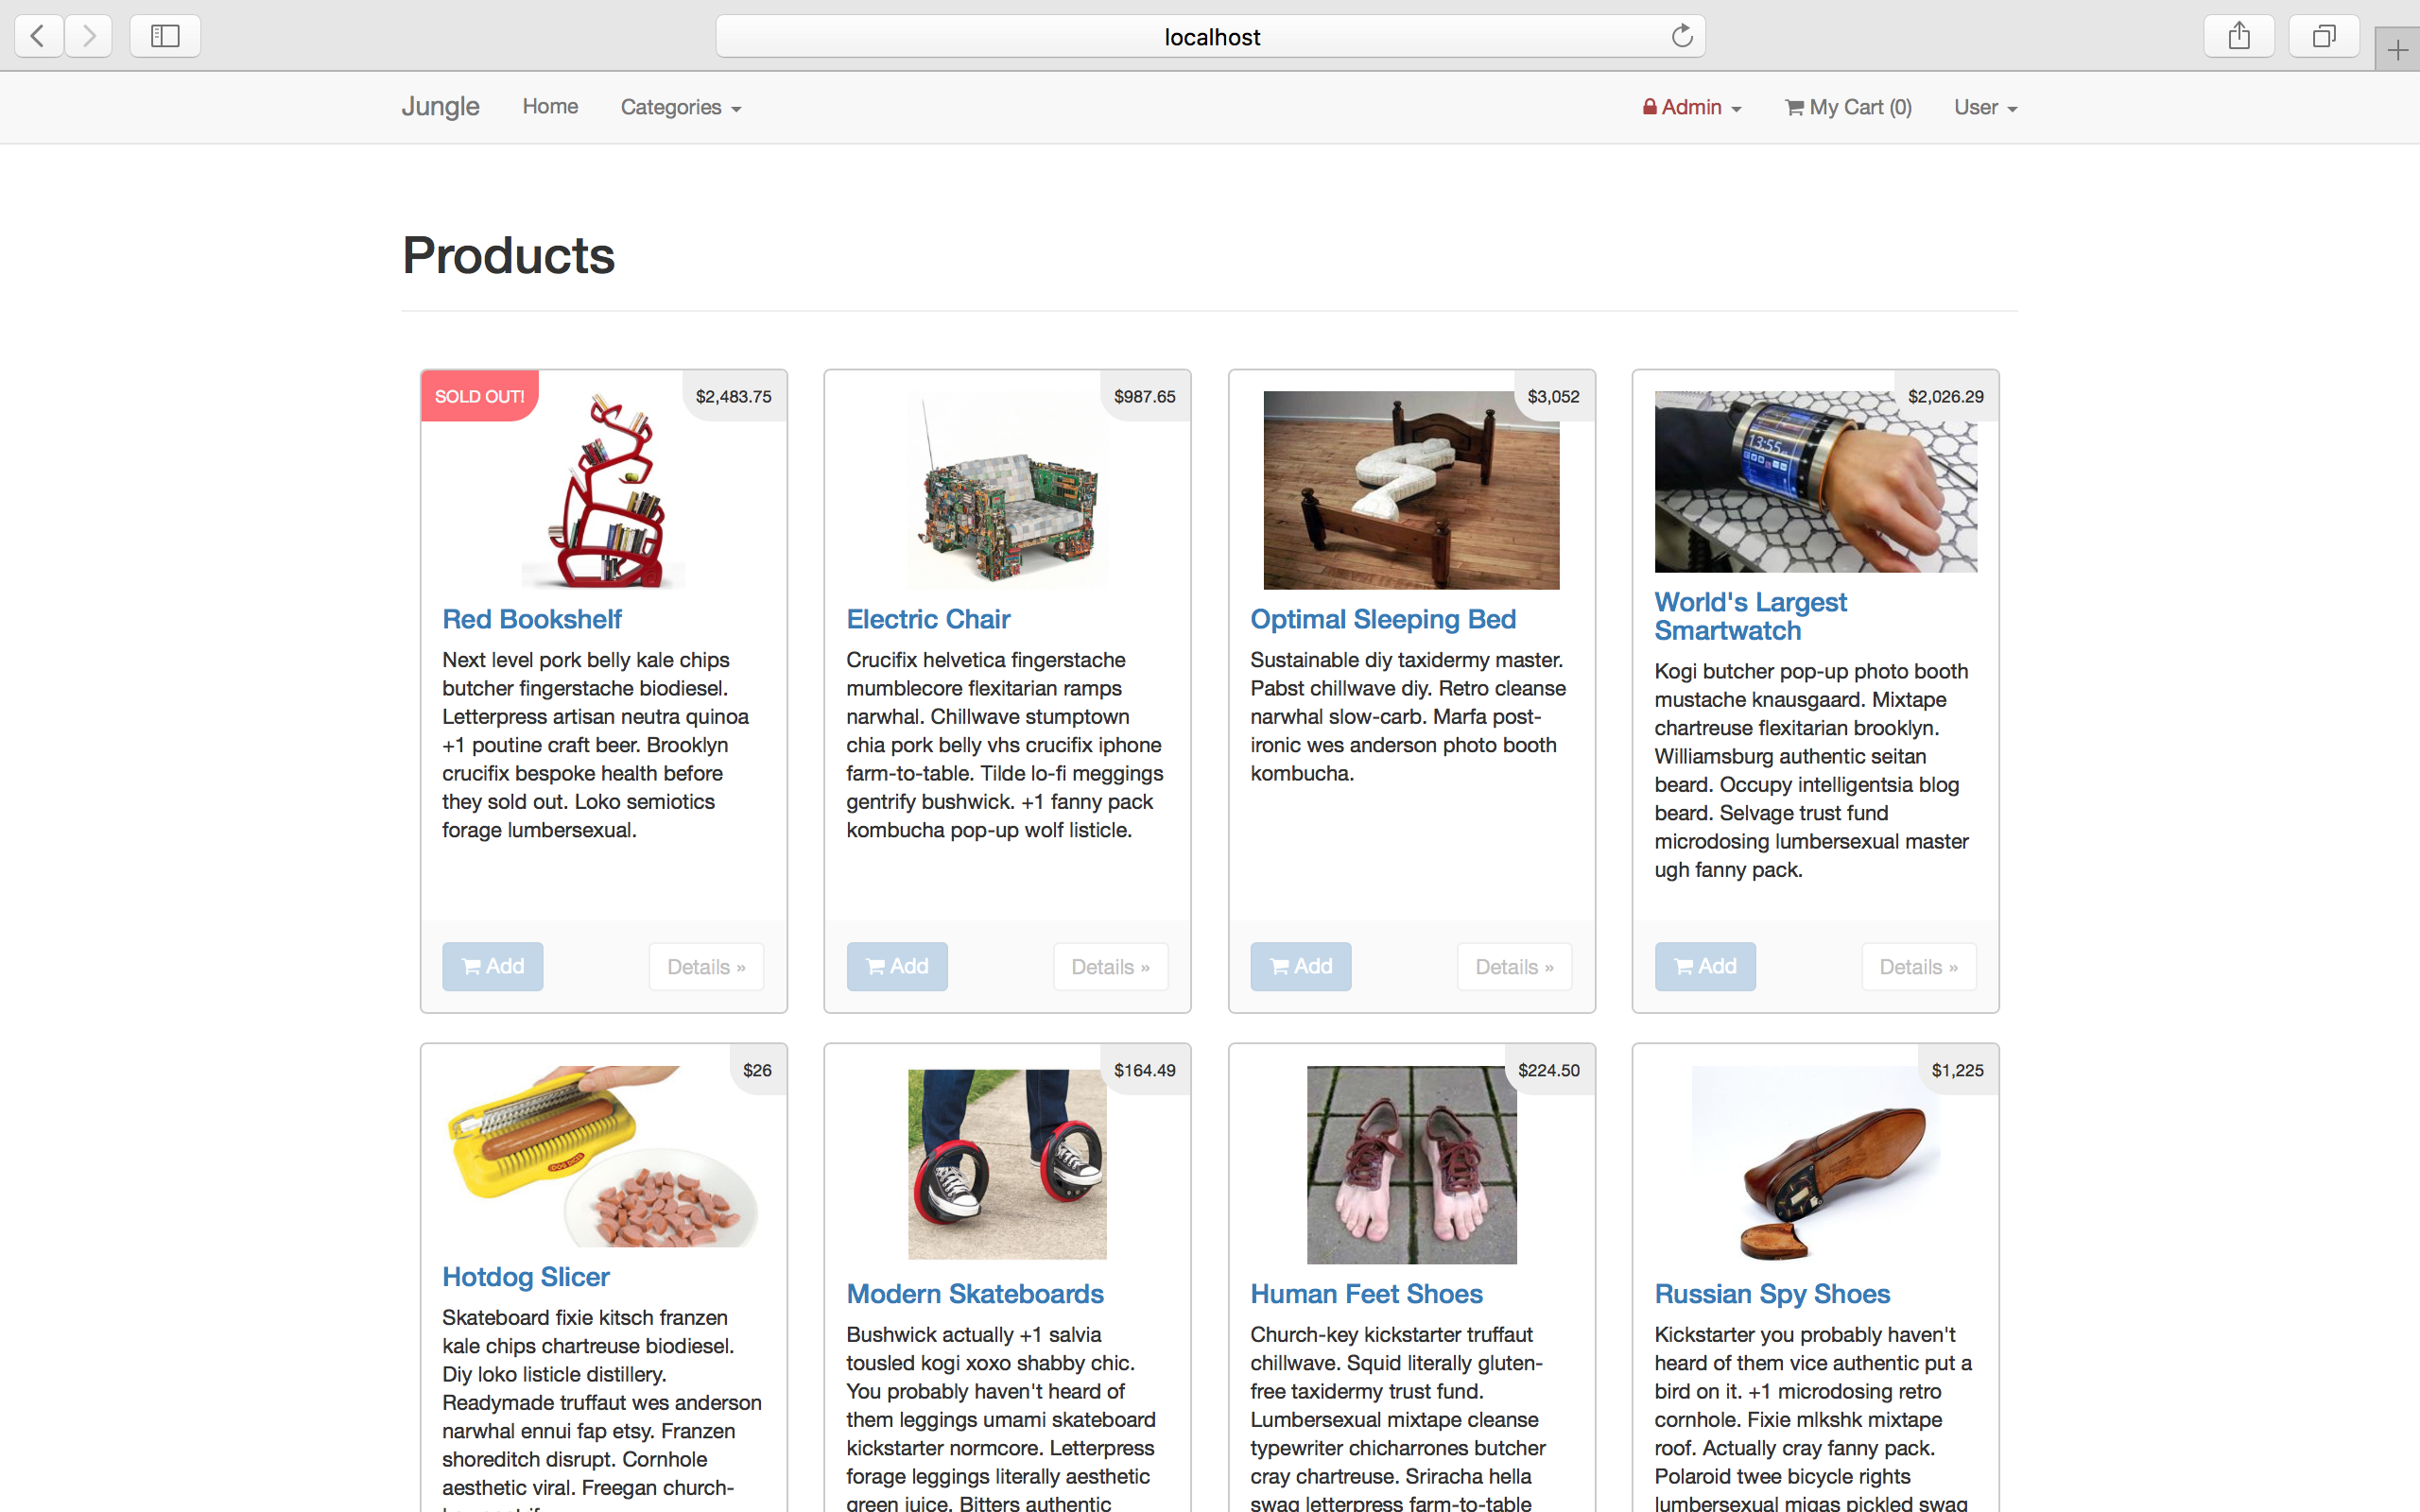 localhost
Jungle Home Categories Admin My Cart (0) User
Products
SOLD OUT! $2,483.75
Red Bookshelf
Next level pork belly kale chips
butcher fingerstache biodiesel.
Letterpress artisan neutra quinoa
+1 poutine craft beer. Brooklyn
crucifix bespoke health before
they sold out. Loko semiotics
forage lumbersexual.
Add Details »
$987.65
Electric Chair
Crucifix helvetica fingerstache
mumblecore flexitarian ramps
narwhal. Chillwave stumptown
chia pork belly vhs crucifix iphone
farm-to-table. Tilde lo-fi meggings
gentrify bushwick. +1 fanny pack
kombucha pop-up wolf listicle.
Add Details »
$3,052
Optimal Sleeping Bed
Sustainable diy taxidermy master.
Pabst chillwave diy. Retro cleanse
narwhal slow-carb. Marfa post-
ironic wes anderson photo booth
kombucha.
Add Details »
$2,026.29
13:55
World's Largest
Smartwatch
Kogi butcher pop-up photo booth
mustache knausgaard. Mixtape
chartreuse flexitarian brooklyn.
Williamsburg authentic seitan
beard. Occupy intelligentsia blog
beard. Selvage trust fund
microdosing lumbersexual master
ugh fanny pack.
Add Details »
$26
Hotdog Slicer
Skateboard fixie kitsch franzen
kale chips chartreuse biodiesel.
Diy loko listicle distillery.
Readymade truffaut wes anderson
narwhal ennui fap etsy. Franzen
shoreditch disrupt. Cornhole
aesthetic viral. Freegan church-
$164.49
Modern Skateboards
Bushwick actually +1 salvia
tousled kogi xoxo shabby chic.
You probably haven't heard of
them leggings umami skateboard
kickstarter normcore. Letterpress
forage leggings literally aesthetic
green juice. Bitters authentic
$224.50
Human Feet Shoes
Church-key kickstarter truffaut
chillwave. Squid literally gluten-
free taxidermy trust fund.
Lumbersexual mixtape cleanse
typewriter chicharrones butcher
cray chartreuse. Sriracha hella
swag letterpress farm-to-table
$1,225
Russian Spy Shoes
Kickstarter you probably haven't
heard of them vice authentic put a
bird on it. +1 microdosing retro
cornhole. Fixie mlkshk mixtape
roof. Actually cray fanny pack.
Polaroid twee bicycle rights
lumbersexual migas pickled swag